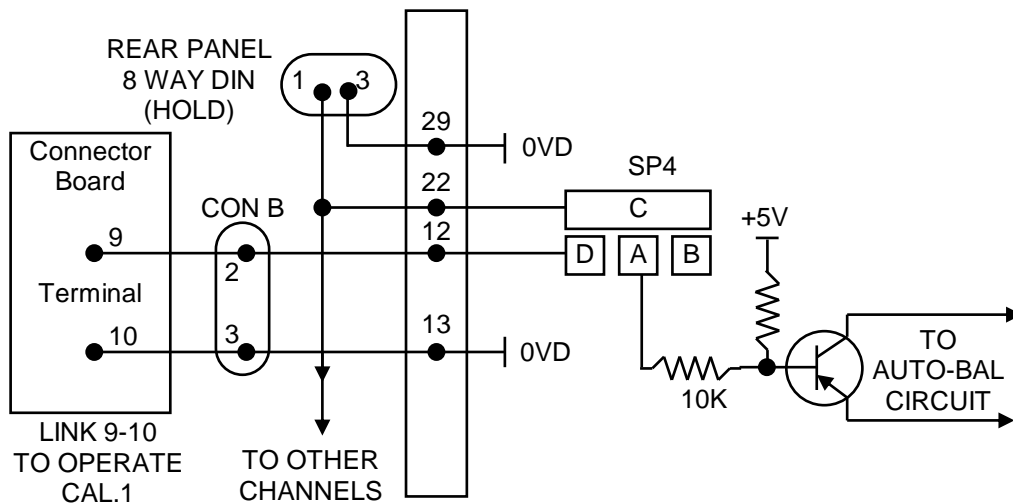 REAR PANEL
8 WAY DIN
(HOLD)
1
3
29
0VD
SP4
Connector
Board
22
C
CON B
+5V
9
12
2
D
A
B
Terminal
10
3
13
0VD
10K
TO
AUTO-BAL
CIRCUIT
LINK 9-10
TO OPERATE
CAL.1
TO OTHER
CHANNELS